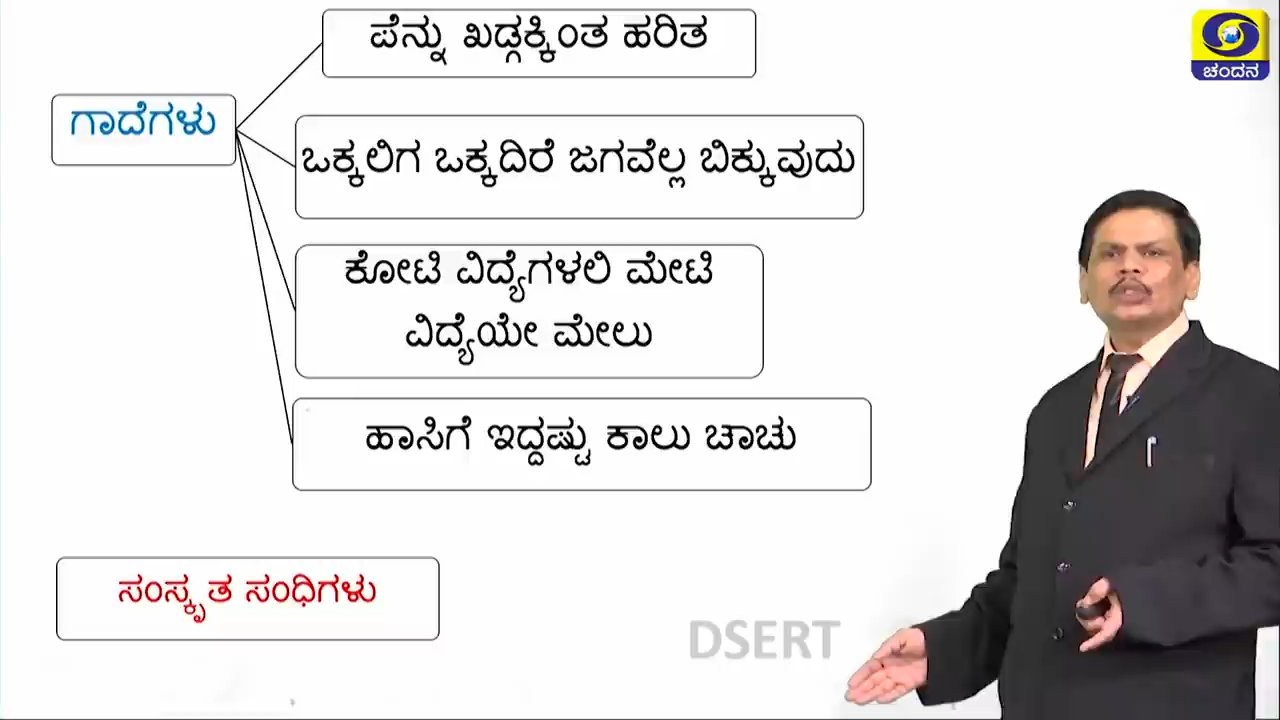 ಪೆನ್ನು ಖಡ್ಗಕ್ಕಿಂತ ಹರಿತ
ಚಂದನ
ಗಾದೆಗಳು
ಒಕ್ಕಲಿಗ ಒಕ್ಕದಿರೆ ಜಗವೆಲ್ಲ ಬಿಕ್ಕುವುದು
ಕೋಟಿ ವಿದ್ಯೆಗಳಲಿ ಮೇಟಿ
ವಿದ್ಯೆಯೇ ಮೇಲು
ಹಾಸಿಗೆ ಇದ್ದಷ್ಟು ಕಾಲು ಚಾಚು
ಸಂಸ್ಕೃತ ಸಂಧಿಗಳು
DSERT